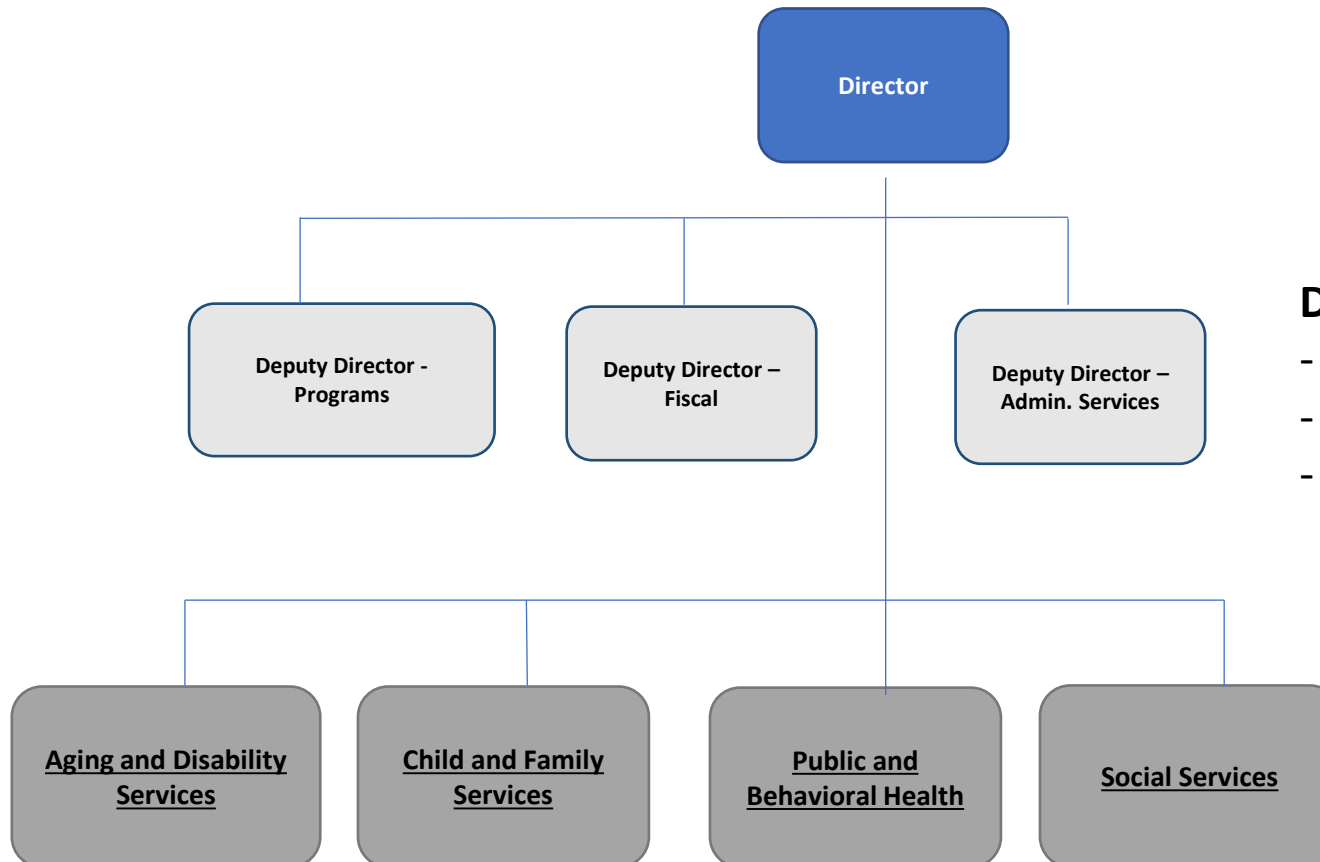 Director
Deputy Director -
Programs
Deputy Director –
Fiscal
Deputy Director –
Admin. Services
D
-
-
-
Aging and Disability
Services
Child and Family
Services
Public and
Behavioral Health
Social Services